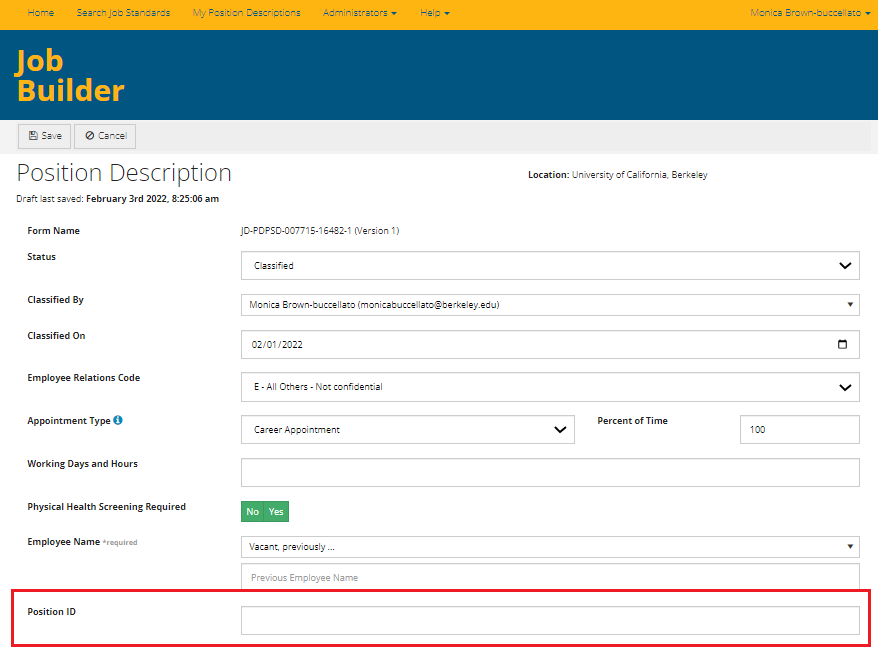 Home Search Job Standards My Position Descriptions Administrators Help Monica Brown-buccellato
Job
Builder
Save Cancel
Position Description
Location: University of California, Berkeley
Draft last saved: February 3rd 2022, 8:25:06 am
Form Name JD-PDPSD-007715-16482-1 (Version 1)
Status Classified
Classified By Monica Brown-buccellato (monicabuccellato@berkeley.edu)
Classified On 02/01/2022
Employee Relations Code E - All Others - Not confidential
Appointment Type Career Appointment Percent of Time 100
Working Days and Hours
Physical Health Screening Required No Yes
Employee Name *required Vacant, previously ...
Previous Employee Name
Position ID